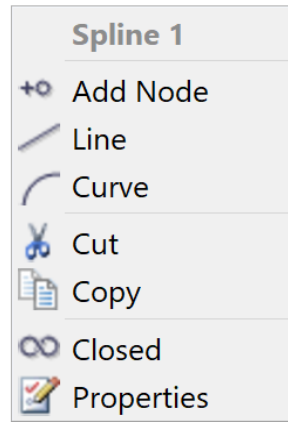 Spline 1
Add Node
Line
Curve
Cut
Copy
Closed
Properties